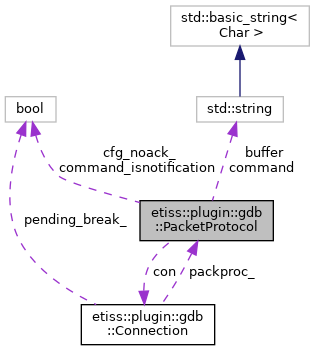 std::basic_string<
Char >
bool
std::string
cfg_noack_
command_isnotification
buffer
command
etiss::plugin::gdb
::PacketProtocol
pending_break_
con
packproc_
etiss::plugin::gdb
::Connection